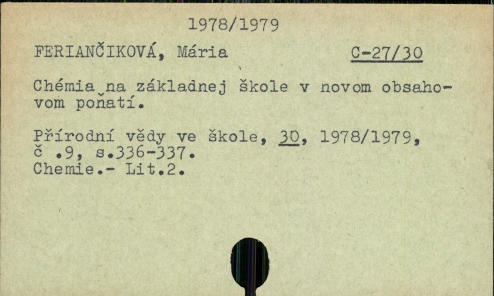 1978/1979
FERIANČIKOVÁ, Mária C-27/30
Chémia na základnej škole v novom obsaho-
vom poňatí.
Přírodní vědy ve škole, 30, 1978/1979,
č .9, s.336-337.
Chemie.- Lit.2.